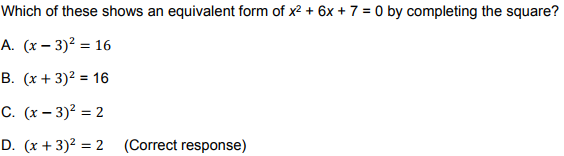 Which of these shows an equivalent form of x² + 6x + 7 = 0 by completing the square?
A. (x – 3)² = 16
B. (x + 3)² = 16
C. (x – 3)² = 2
D. (x + 3)² = 2 (Correct response)